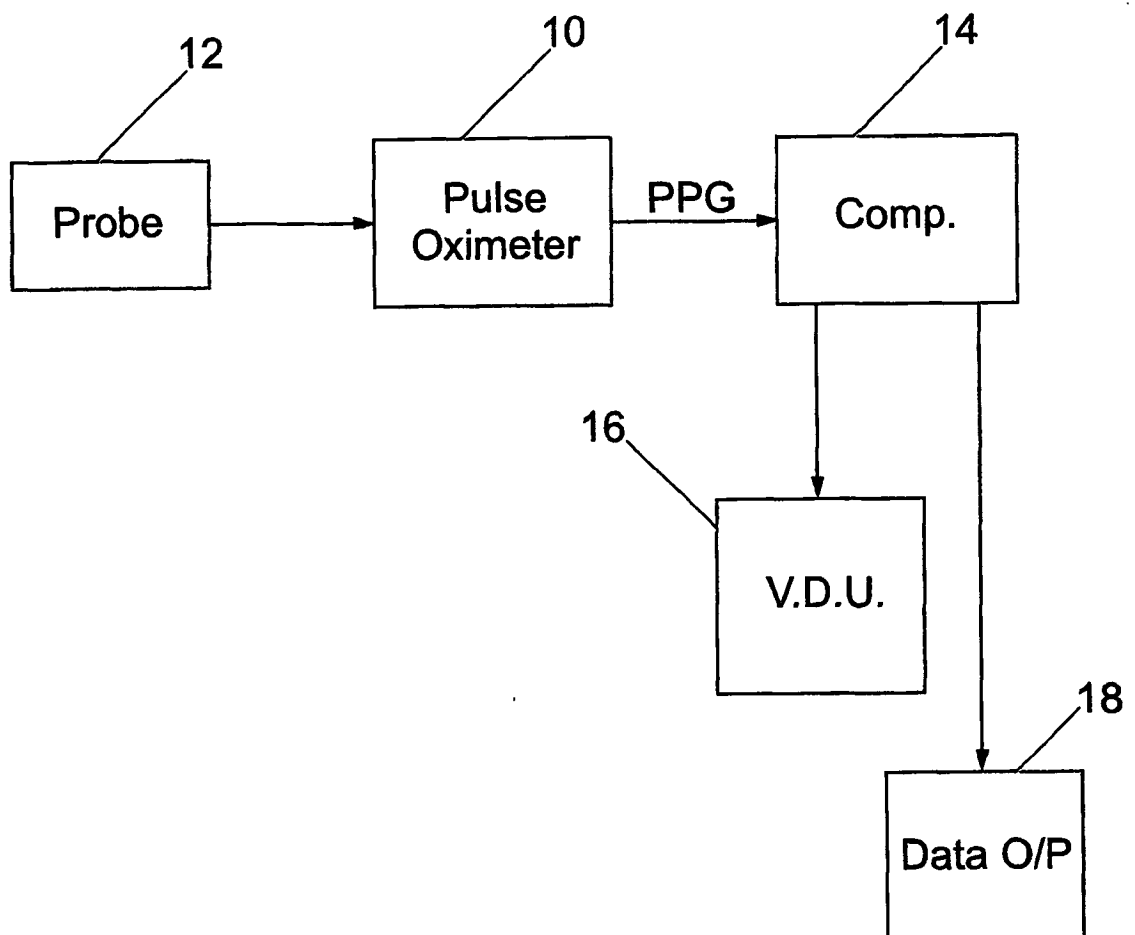 12
10
14
Probe
Pulse
Oximeter
PPG
Comp.
16
V.D.U.
18
Data O/P